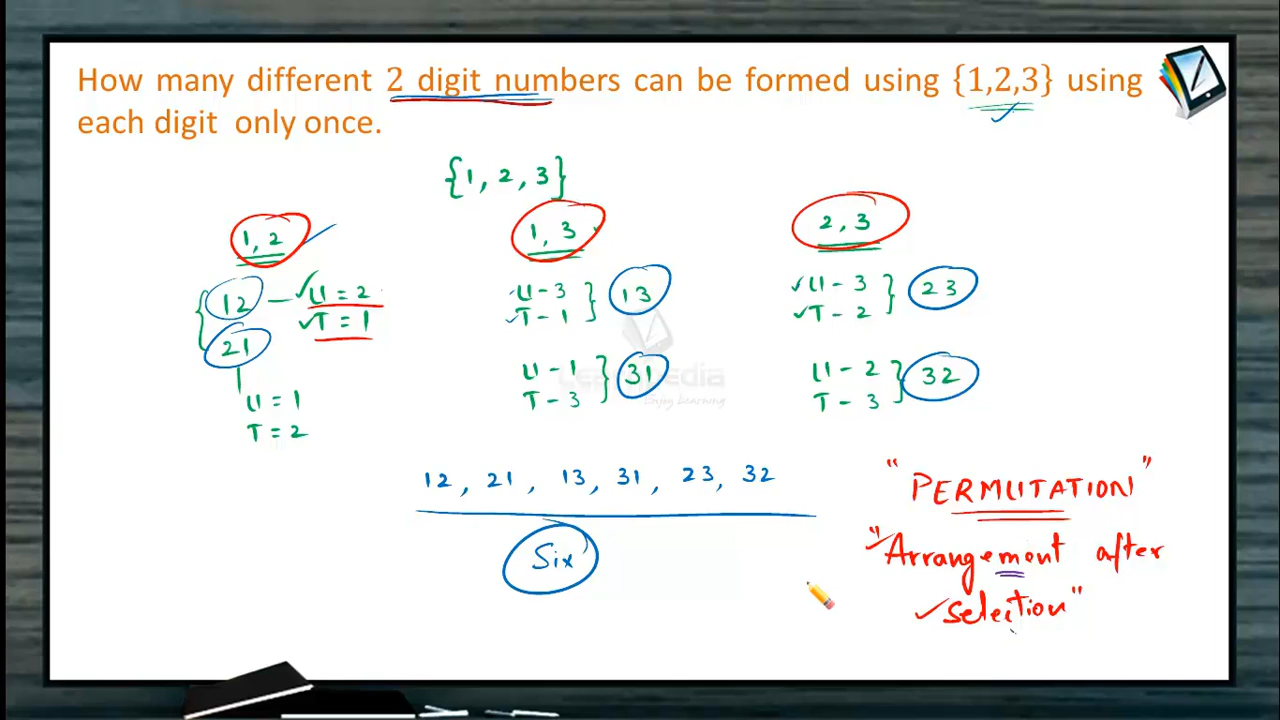 How many different 2 digit numbers can be formed using {1,2,3} using
each digit only once.
{1, 2, 3}
1, 2
12 - U = 2
T = 1
21
U = 1
T = 2
1, 3
U - 3
T - 1 } 13
U - 1
T - 3 } 31
2, 3
U - 3
T - 2 } 23
U - 2
T - 3 } 32
12, 21, 13, 31, 23, 32
Six
"PERMUTATION"
"Arrangement after
selection"
Enjoy Learning